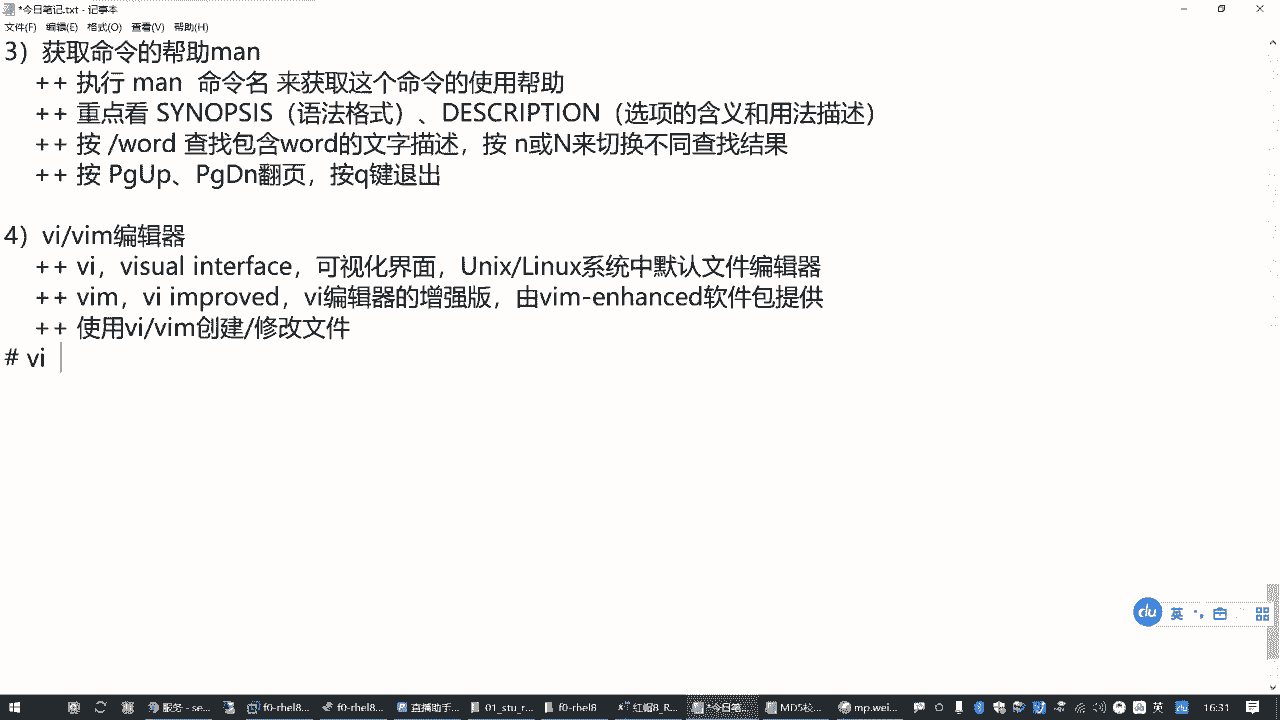 *今日笔记.txt - 记事本
文件(F) 编辑(E) 格式(O) 查看(V) 帮助(H)
3）获取命令的帮助man
++ 执行 man  命令名 来获取这个命令的使用帮助
++ 重点看 SYNOPSIS（语法格式）、DESCRIPTION（选项的含义和用法描述）
++ 按 /word 查找包含word的文字描述，按 n或N来切换不同查找结果
++ 按 PgUp、PgDn翻页，按q键退出
4）vi/vim编辑器
++ vi，visual interface，可视化界面，Unix/Linux系统中默认文件编辑器
++ vim，vi improved，vi编辑器的增强版，由vim-enhanced软件包提供
++ 使用vi/vim创建/修改文件
# vi
du 英
服务 - se... f0-rhel8... f0-rhel8... 直播助手... 01_stu_r... f0-rhel8 红帽8_R... *今日笔... MD5校... mp.wei... 英 du 16:31